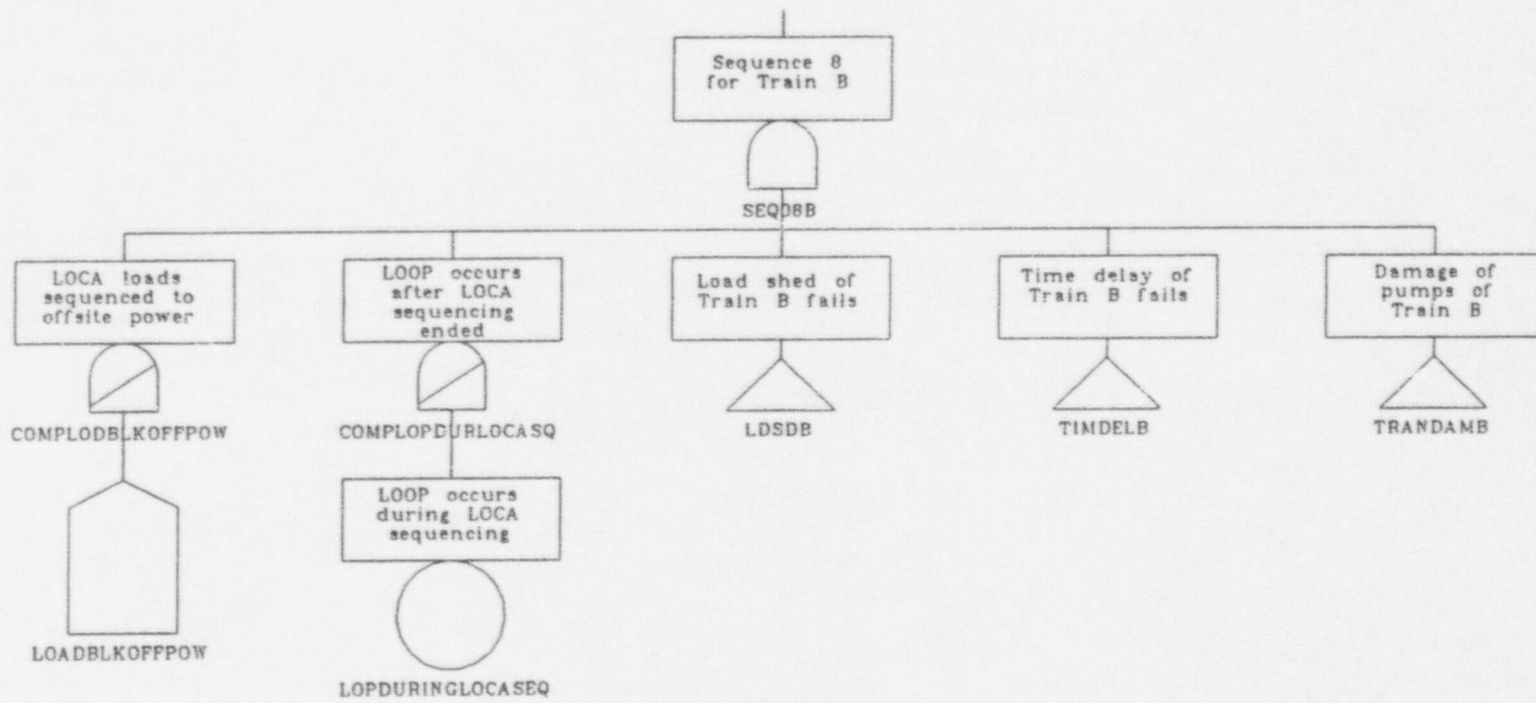 Sequence 8
for Train B
SEQ08B
LOCA loads
sequenced to
offsite power
COMPLODBLKOFFPOW
LOADBLKOFFPOW
LOOP occurs
after LOCA
sequencing
ended
COMPLOPDURLOCASQ
LOOP occurs
during LOCA
sequencing
LOPDURINGLOCASEQ
Load shed of
Train B fails
LDSDB
Time delay of
Train B fails
TIMDELB
Damage of
pumps of
Train B
TRANDAMB